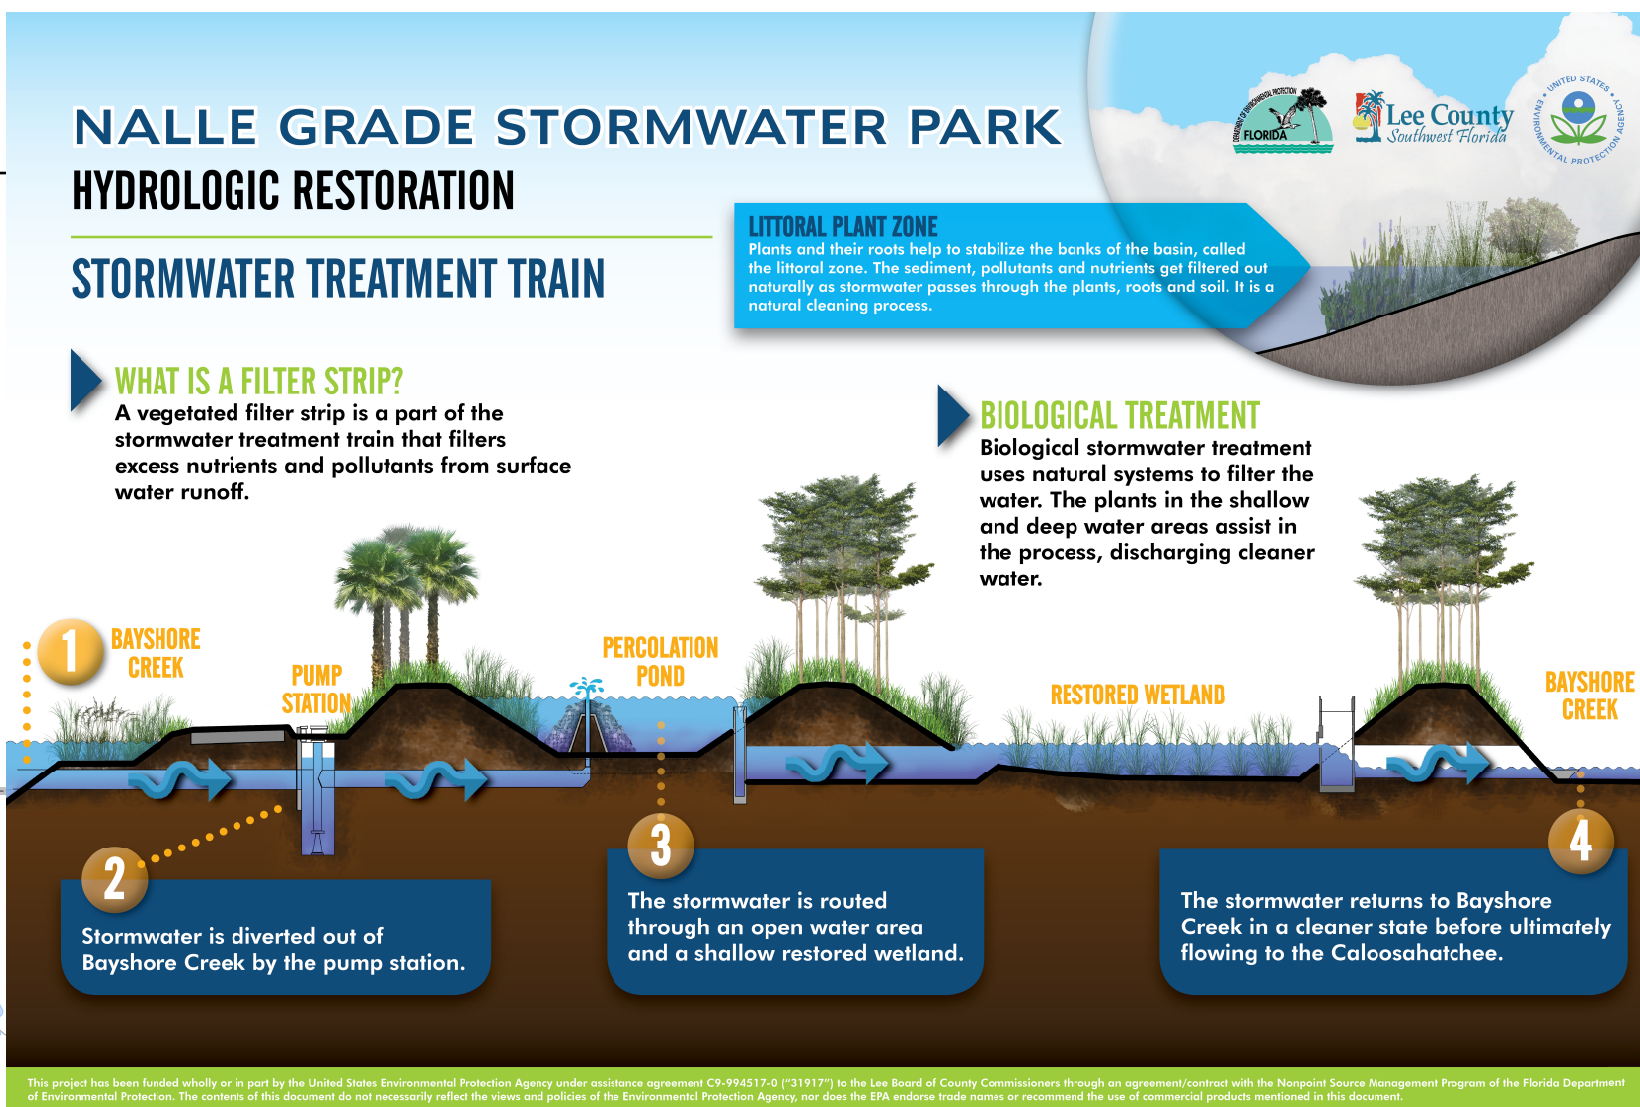 NALLE GRADE STORMWATER PARK
HYDROLOGIC RESTORATION
STORMWATER TREATMENT TRAIN
DEPARTMENT OF ENVIRONMENTAL PROTECTION
FLORIDA
Lee County
Southwest Florida
UNITED STATES
ENVIRONMENTAL PROTECTION AGENCY
LITTORAL PLANT ZONE
Plants and their roots help to stabilize the banks of the basin, called
the littoral zone. The sediment, pollutants and nutrients get filtered out
naturally as stormwater passes through the plants, roots and soil. It is a
natural cleaning process.
WHAT IS A FILTER STRIP?
A vegetated filter strip is a part of the
stormwater treatment train that filters
excess nutrients and pollutants from surface
water runoff.
BIOLOGICAL TREATMENT
Biological stormwater treatment
uses natural systems to filter the
water. The plants in the shallow
and deep water areas assist in
the process, discharging cleaner
water.
1
BAYSHORE
CREEK
PUMP
STATION
PERCOLATION
POND
RESTORED WETLAND
BAYSHORE
CREEK
2
Stormwater is diverted out of
Bayshore Creek by the pump station.
3
The stormwater is routed
through an open water area
and a shallow restored wetland.
4
The stormwater returns to Bayshore
Creek in a cleaner state before ultimately
flowing to the Caloosahatchee.
This project has been funded wholly or in part by the United States Environmental Protection Agency under assistance agreement C9-994517-0 (“31917”) to the Lee Board of County Commissioners through an agreement/contract with the Nonpoint Source Management Program of the Florida Department
of Environmental Protection. The contents of this document do not necessarily reflect the views and policies of the Environmentcl Protection Agency, nor does the EPA endorse trade names or recommend the use of commercial products mentioned in this document.